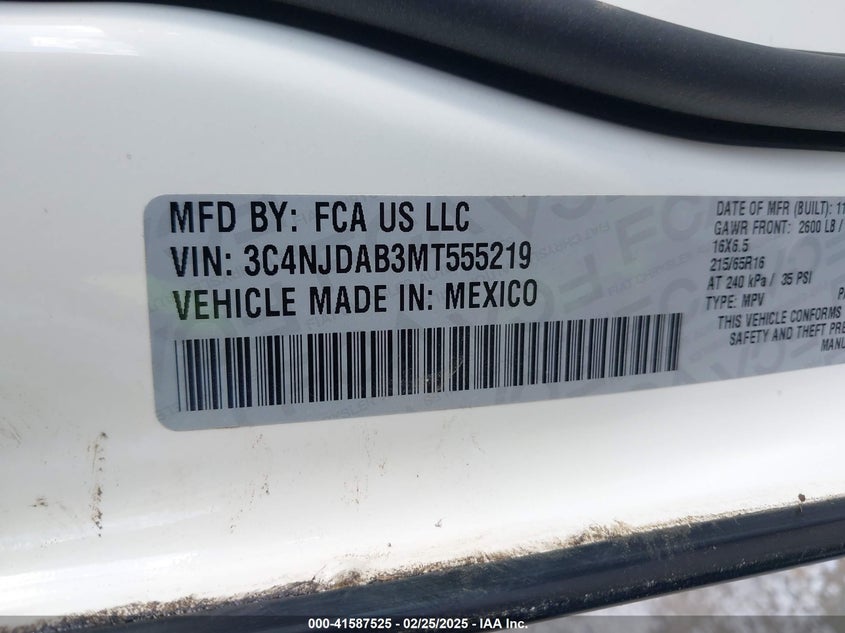 MFD BY: FCA US LLC
VIN: 3C4NJDAB3MT555219
VEHICLE MADE IN: MEXICO
DATE OF MFR (BUILT): 11
GAWR FRONT: 2600 LB /
16X6.5
215/65R16
AT 240 kPa / 35 PSI
TYPE: MPV
THIS VEHICLE CONFORMS
SAFETY AND THEFT
000-41587525 - 02/25/2025 - IAA Inc.